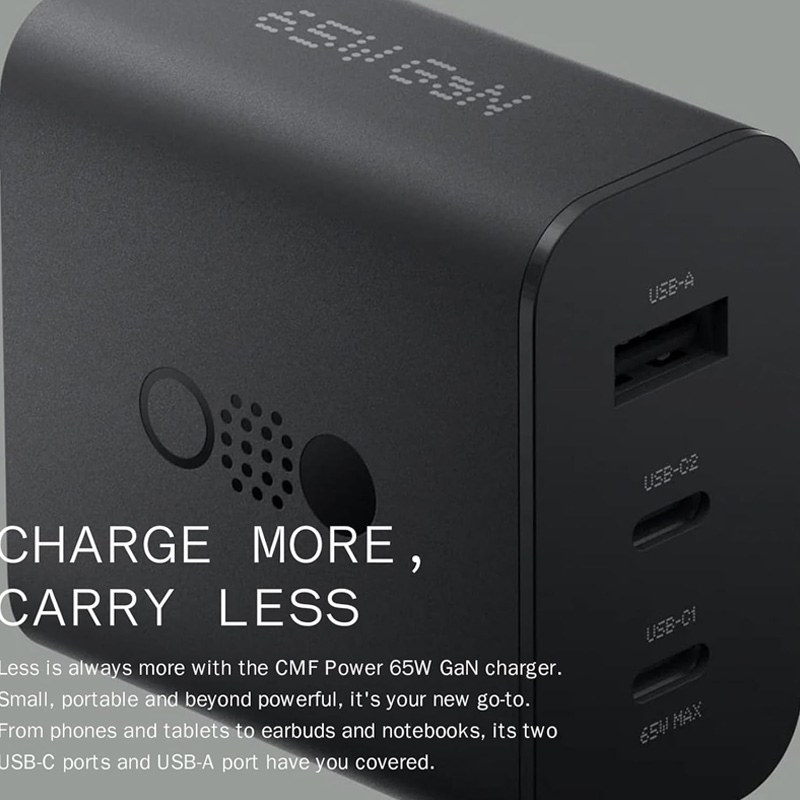 65W GaN
USB-A
USB-C2
USB-C1
65W MAX
CHARGE MORE,
CARRY LESS
Less is always more with the CMF Power 65W GaN charger.
Small, portable and beyond powerful, it's your new go-to.
From phones and tablets to earbuds and notebooks, its two
USB-C ports and USB-A port have you covered.